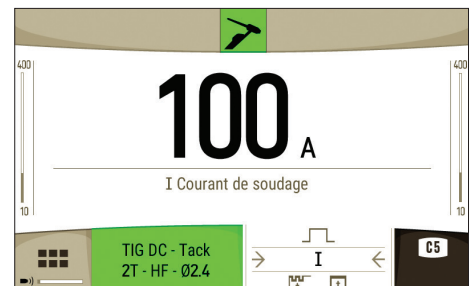 400
400
100 A
I Courant de soudage
10
10
TIG DC - Tack
2T - HF - Ø2.4
I
C5